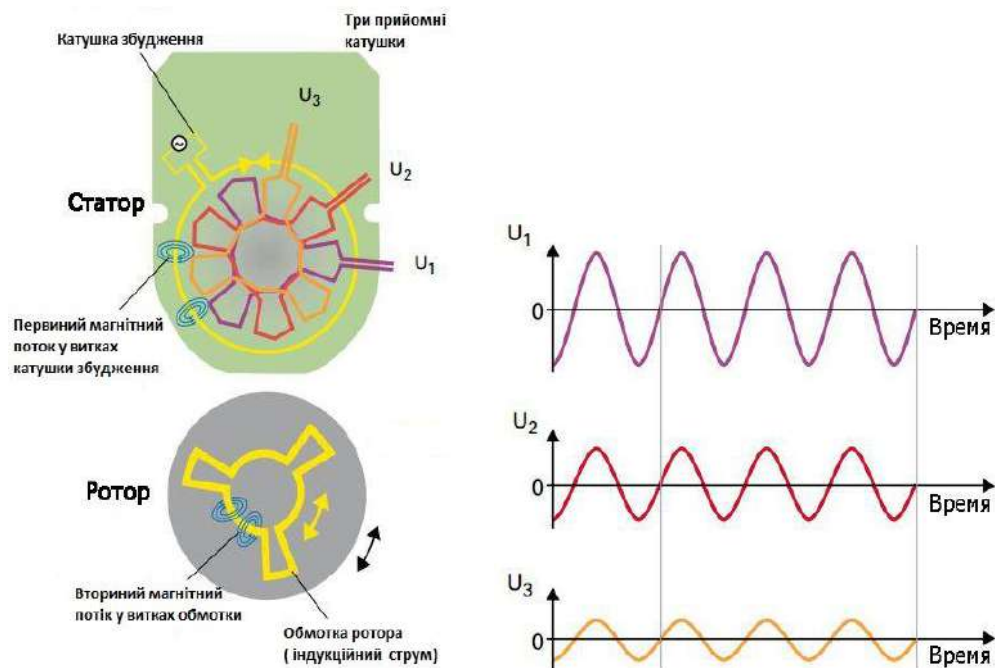 Катушка збудження
Три прийомні
катушки
U3
~
U2
Статор
U1
Первиний магнітний
поток у витках
катушки збудження
Ротор
Вториний магнітний
потік у витках обмотки
Обмотка ротора
( індукційний струм)
U1
0
Время
U2
0
Время
U3
0
Время